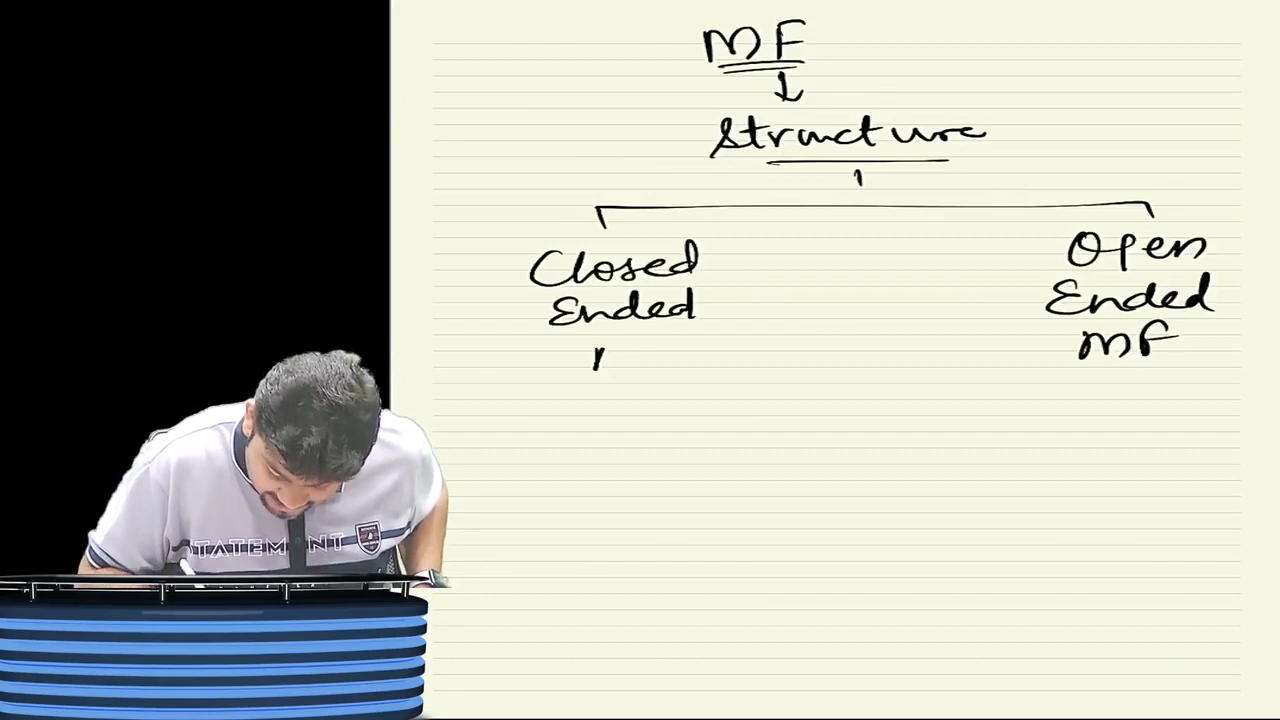 MF
Structure
Closed
Ended
Open
Ended
MF
STATEMENT